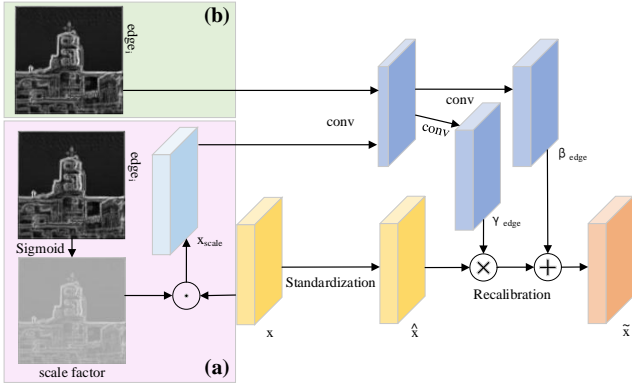 (b)
edge_i
conv
conv
conv
β_edge
edge_i
γ_edge
Sigmoid
x_scale
Standardization
Recalibration
x
x̂
x̃
scale factor
(a)